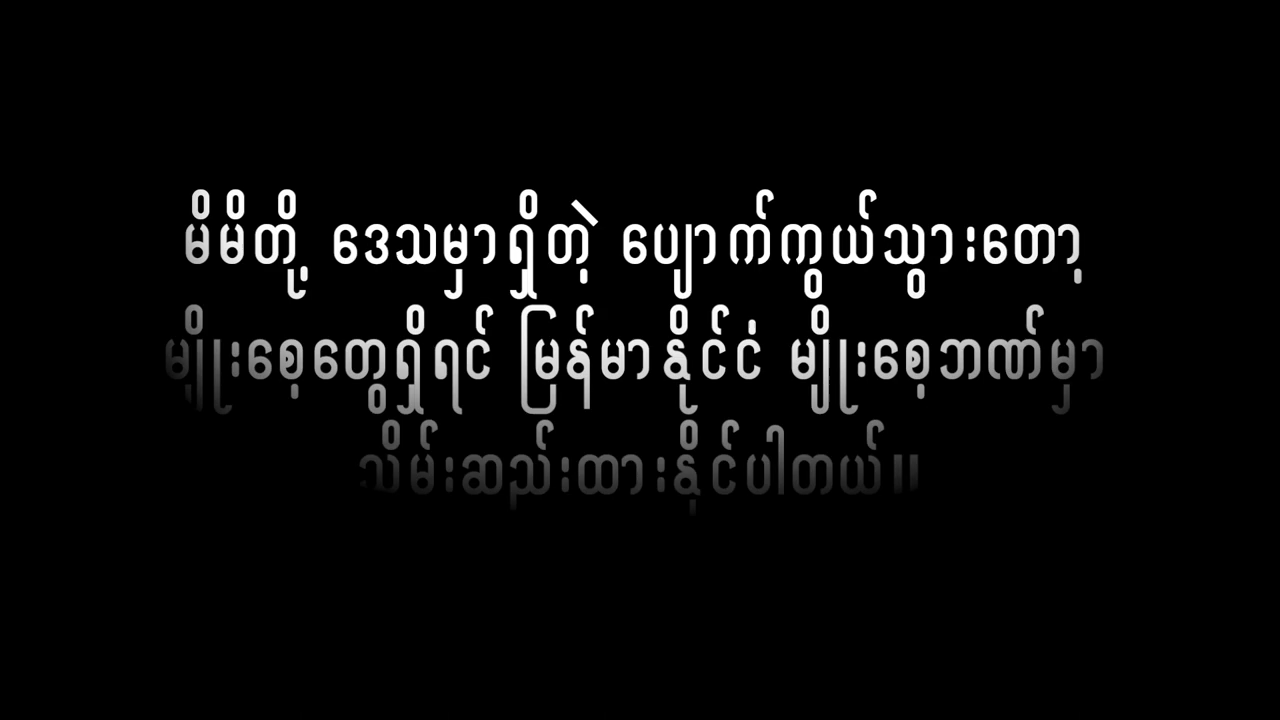 မိမိတို့ ဒေသမှာရှိတဲ့ ပျောက်ကွယ်သွားတော့
မျိုးစေ့တွေရှိရင် မြန်မာနိုင်ငံ မျိုးစေ့ဘဏ်မှာ
သိမ်းဆည်းထားနိုင်ပါတယ်။